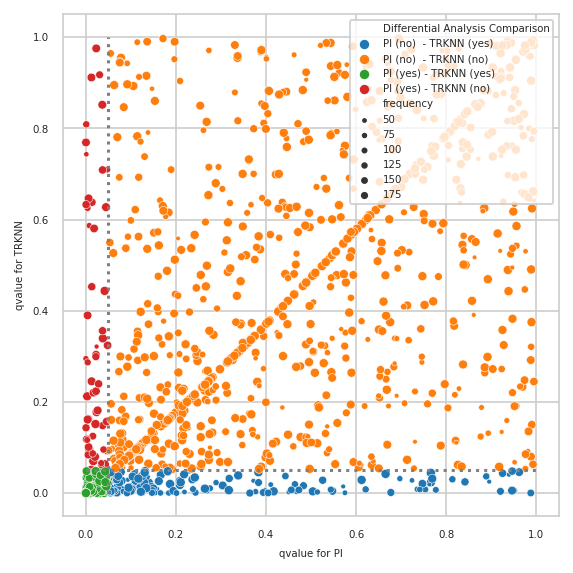 Differential Analysis Comparison
PI (no) - TRKNN (yes)
PI (no) - TRKNN (no)
PI (yes) - TRKNN (yes)
PI (yes) - TRKNN (no)
frequency
50
75
100
125
150
175
1.0
0.8
0.6
0.4
0.2
0.0
qvalue for TRKNN
0.0 0.2 0.4 0.6 0.8 1.0
qvalue for PI